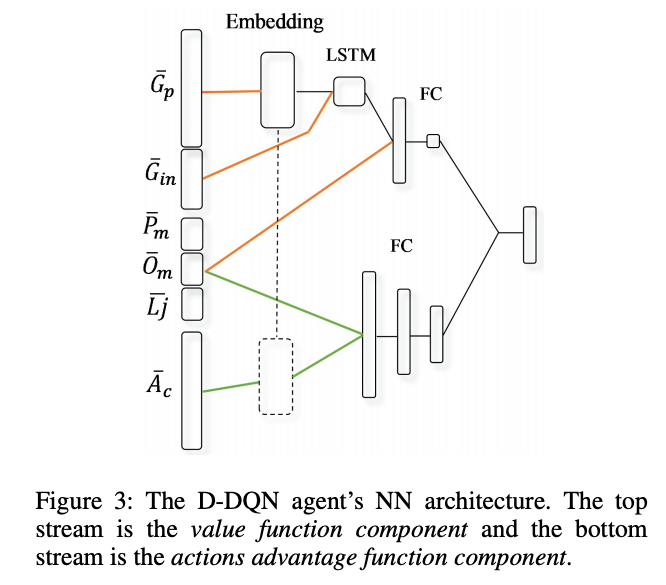 Embedding
LSTM
Ḡp
FC
Ḡin
P̄m
Ōm
FC
L̄j
Āc
Figure 3: The D-DQN agent's NN architecture. The top
stream is the value function component and the bottom
stream is the actions advantage function component.